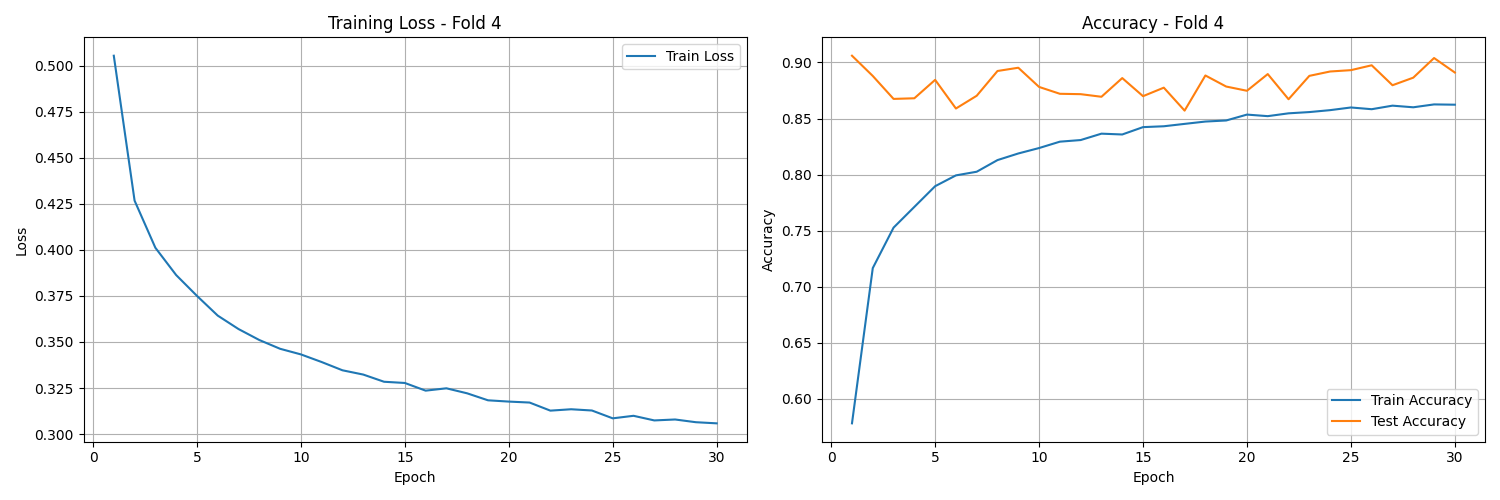 Training Loss - Fold 4
Train Loss
0.500
0.475
0.450
0.425
0.400
0.375
0.350
0.325
0.300
Loss
0 5 10 15 20 25 30
Epoch
Accuracy - Fold 4
0.90
0.85
0.80
0.75
0.70
0.65
0.60
Accuracy
Train Accuracy
Test Accuracy
0 5 10 15 20 25 30
Epoch